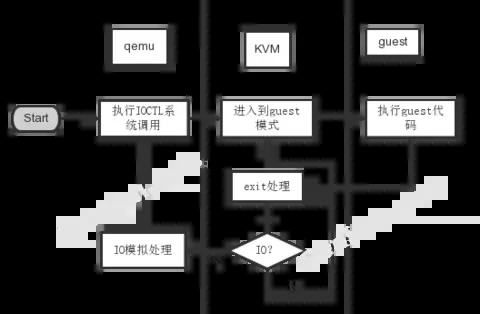 qemu
KVM
guest
Start
执行IOCTL系
统调用
进入到guest
模式
执行guest代
码
exit处理
IO模拟处理
IO?